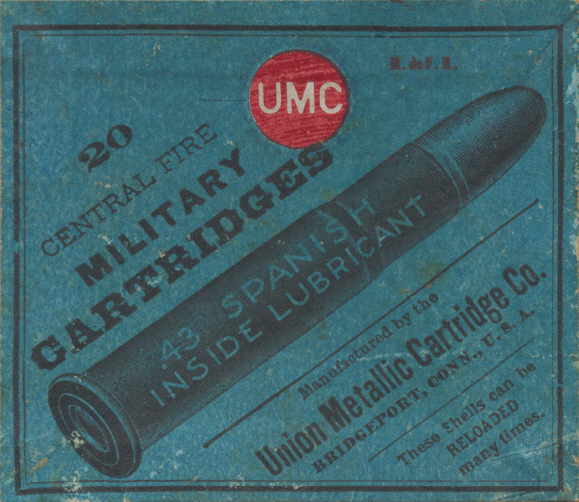 UMC
20
CENTRAL FIRE
MILITARY
CARTRIDGES
.43 SPANISH
INSIDE LUBRICANT
Manufactured by the
Union Metallic Cartridge Co.
BRIDGEPORT, CONN., U. S. A.
These Shells can be
RELOADED
many times.